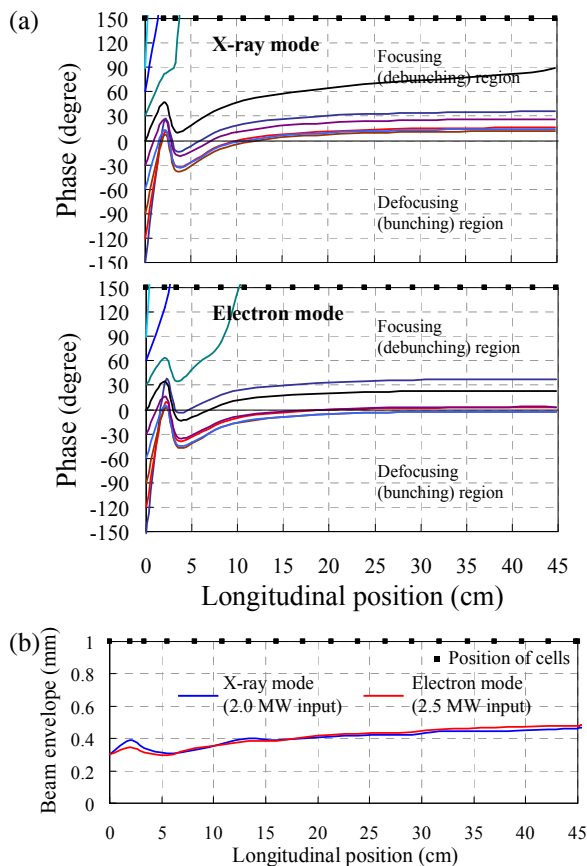 (a)
X-ray mode
Focusing
(debunching) region
Defocusing
(bunching) region
Phase (degree)
150
120
90
60
30
0
-30
-60
-90
-120
-150
Electron mode
Focusing
(debunching) region
Defocusing
(bunching) region
Phase (degree)
150
120
90
60
30
0
-30
-60
-90
-120
-150
0 5 10 15 20 25 30 35 40 45
Longitudinal position (cm)
(b)
Position of cells
X-ray mode
(2.0 MW input)
Electron mode
(2.5 MW input)
Beam envelope (mm)
1
0.8
0.6
0.4
0.2
0
0 5 10 15 20 25 30 35 40 45
Longitudinal position (cm)